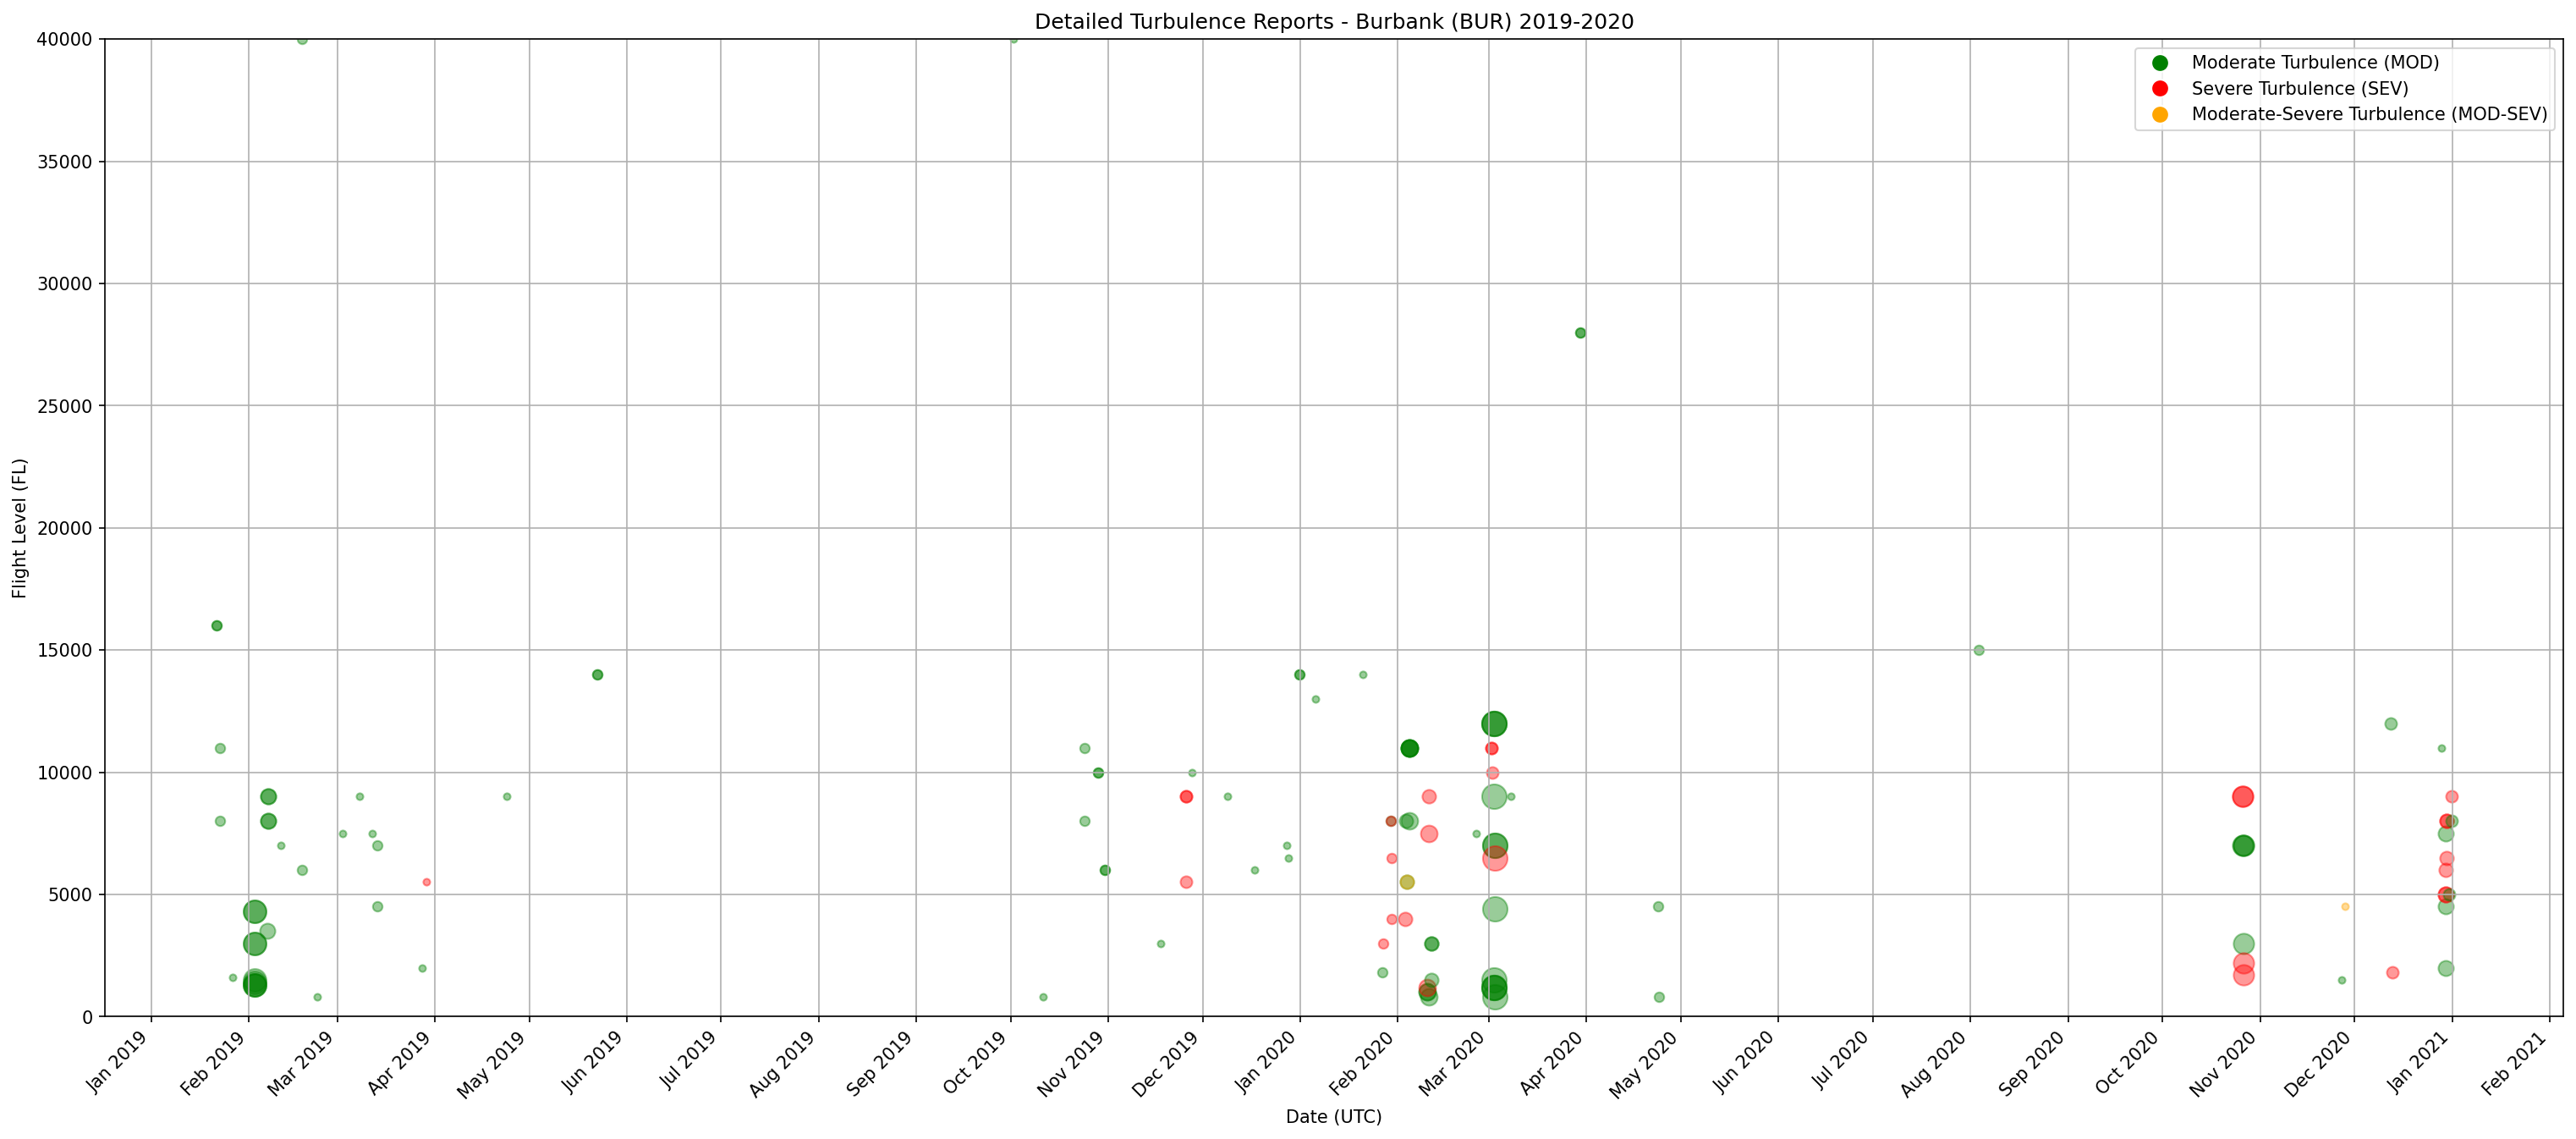 Detailed Turbulence Reports - Burbank (BUR) 2019-2020
Moderate Turbulence (MOD)
Severe Turbulence (SEV)
Moderate-Severe Turbulence (MOD-SEV)
Flight Level (FL)
40000
35000
30000
25000
20000
15000
10000
5000
0
Jan 2019
Feb 2019
Mar 2019
Apr 2019
May 2019
Jun 2019
Jul 2019
Aug 2019
Sep 2019
Oct 2019
Nov 2019
Dec 2019
Jan 2020
Feb 2020
Mar 2020
Apr 2020
May 2020
Jun 2020
Jul 2020
Aug 2020
Sep 2020
Oct 2020
Nov 2020
Dec 2020
Jan 2021
Feb 2021
Date (UTC)